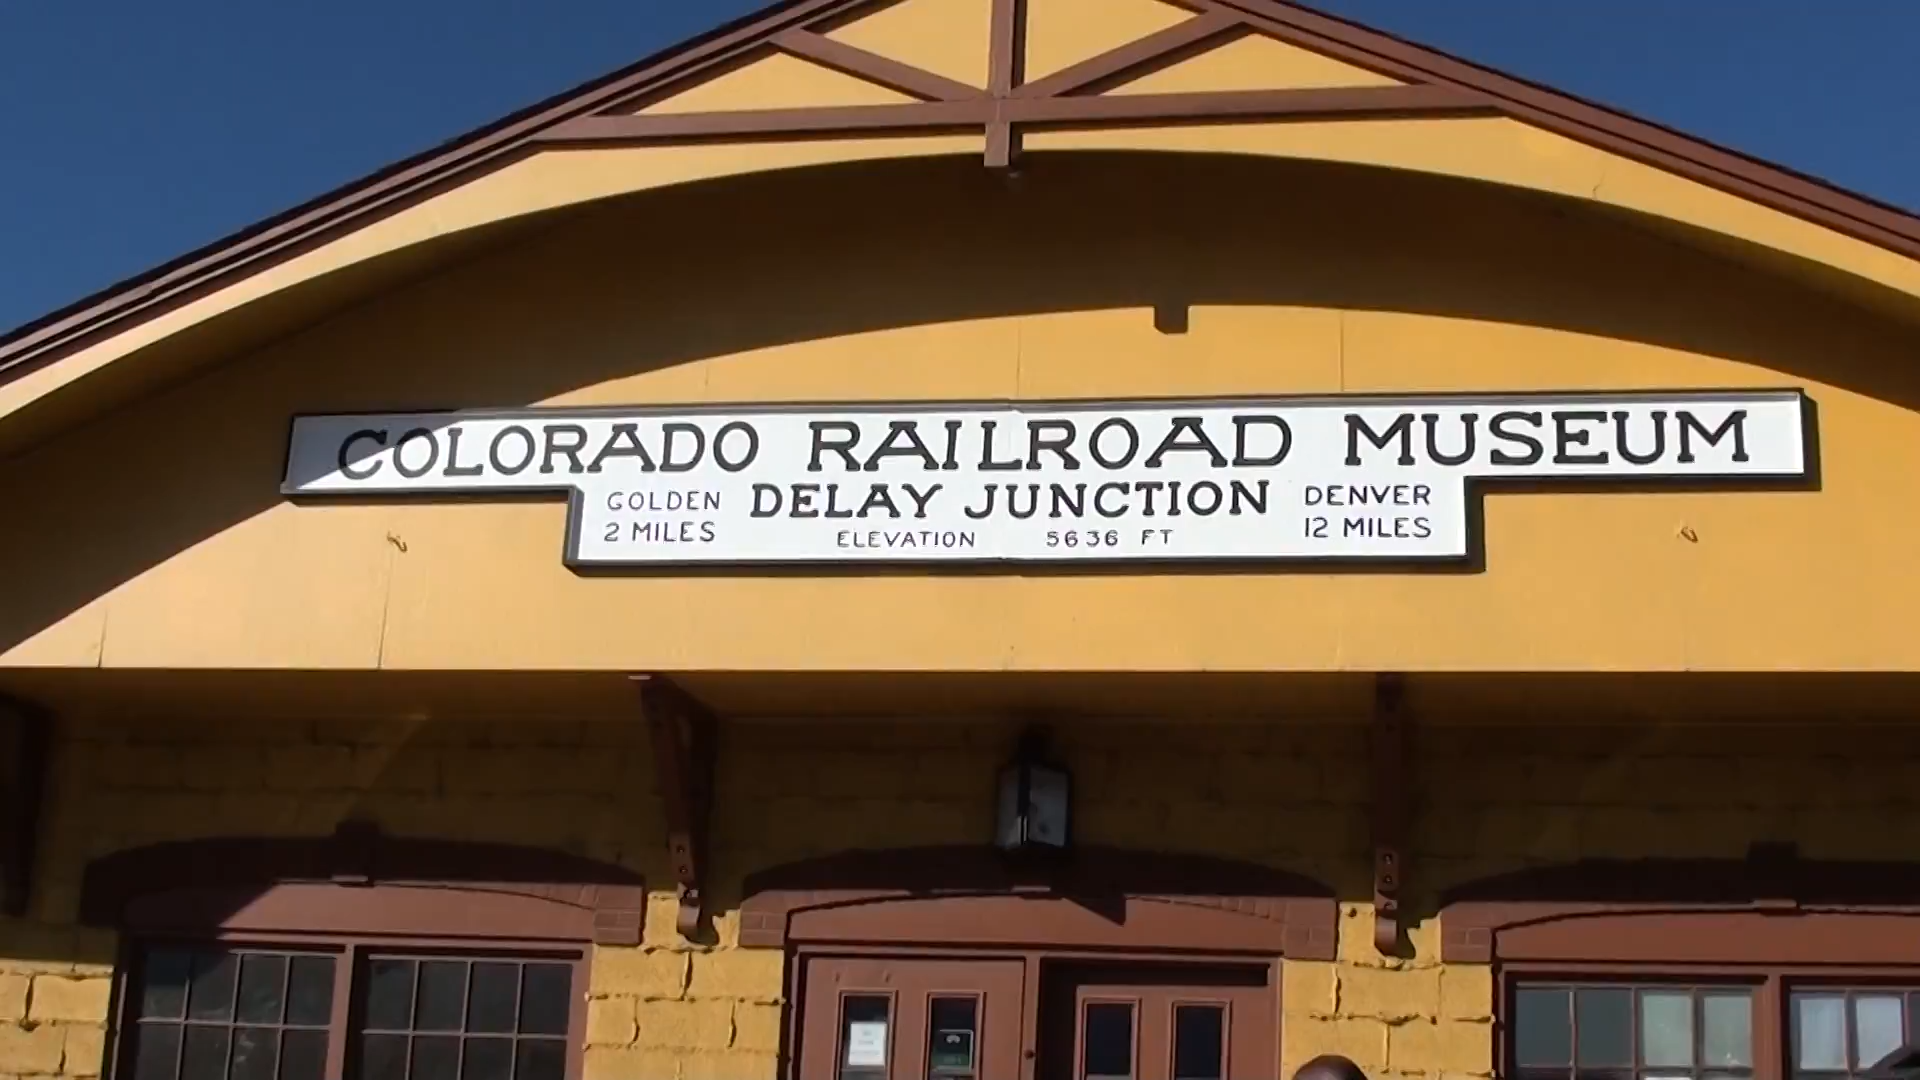 COLORADO RAILROAD MUSEUM
GOLDEN
2 MILES
DELAY JUNCTION
ELEVATION 5636 FT
DENVER
12 MILES